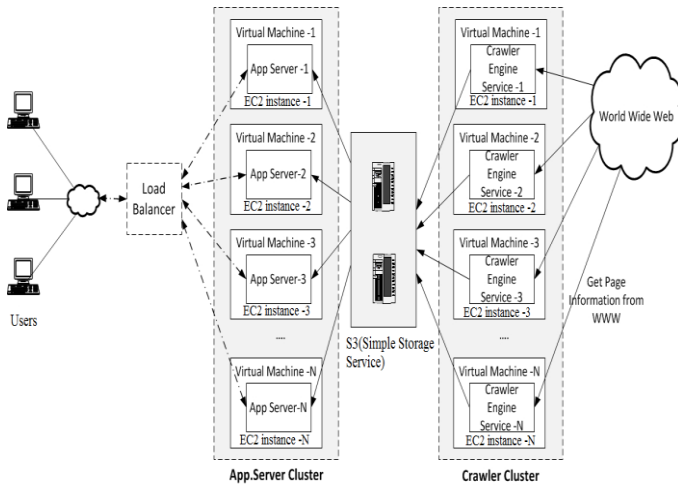 Users
Load
Balancer
Virtual Machine -1
App Server -1
EC2 instance -1
Virtual Machine -2
App Server-2
EC2 instance -2
Virtual Machine -3
App Server-3
EC2 instance -3
....
Virtual Machine -N
App Server-N
EC2 instance -N
App.Server Cluster
S3(Simple Storage
Service)
Virtual Machine -1
Crawler
Engine
Service -1
EC2 instance -1
Virtual Machine -2
Crawler
Engine
Service -2
EC2 instance -2
Virtual Machine -3
Crawler
Engine
Service -3
EC2 instance -3
....
Virtual Machine -N
Crawler
Engine
Service -N
EC2 instance -N
Crawler Cluster
World Wide Web
Get Page
Information from
WWW